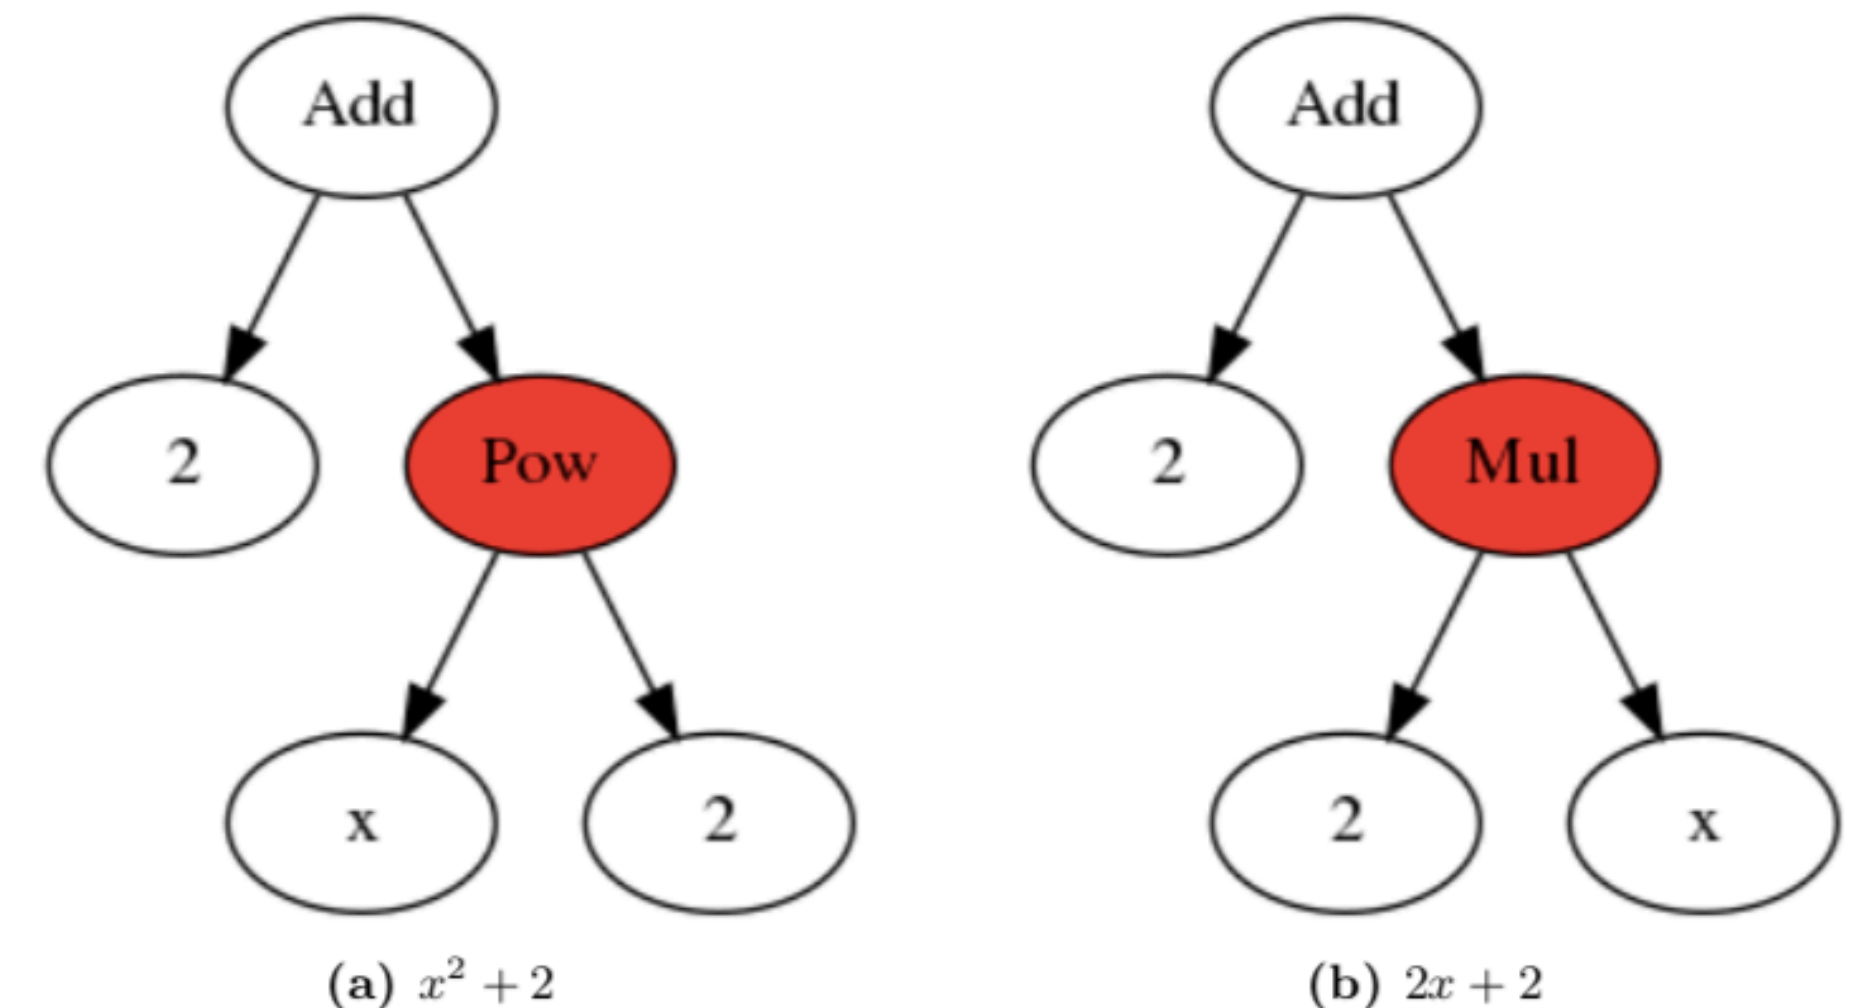 Add Add
2 Pow 2 Mul
x 2 2 x
(a) x² + 2 (b) 2x + 2